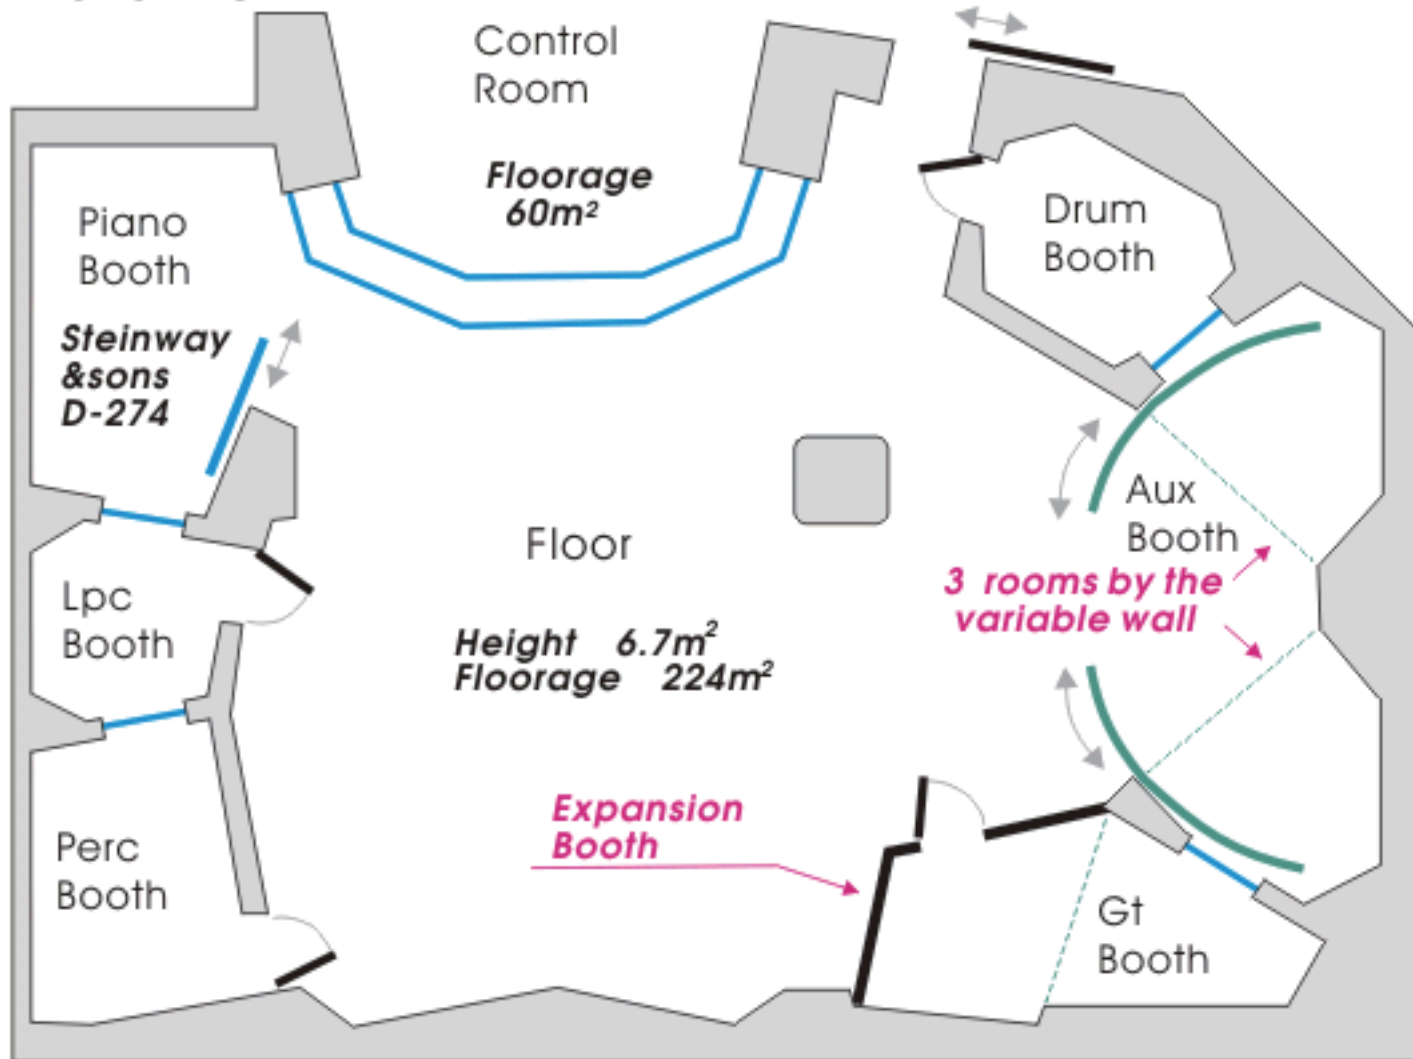 Control
Room
Floorage
60m²
Piano
Booth
Steinway
&sons
D-274
Drum
Booth
Aux
Booth
3 rooms by the
variable wall
Floor
Height 6.7m²
Floorage 224m²
Lpc
Booth
Expansion
Booth
Perc
Booth
Gt
Booth